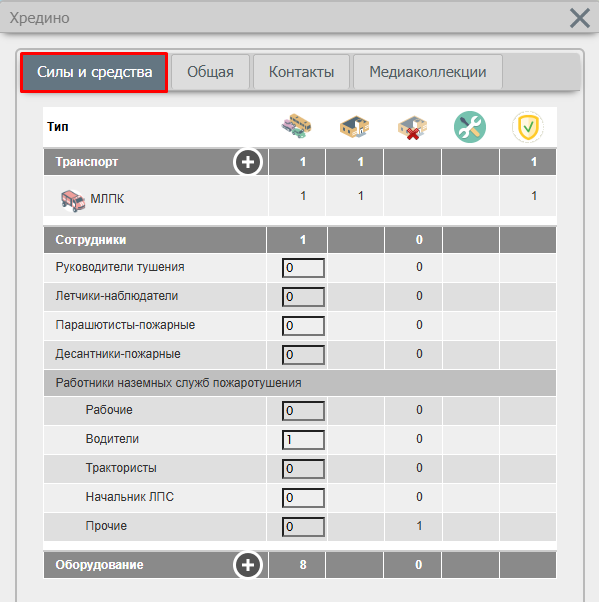 Хредино
Силы и средства Общая Контакты Медиаколлекции
Тип
Транспорт 1 1 1
МЛПК 1 1 1
Сотрудники 1 0
Руководители тушения 0 0
Летчики-наблюдатели 0 0
Парашютисты-пожарные 0 0
Десантники-пожарные 0 0
Работники наземных служб пожаротушения
Рабочие 0 0
Водители 1 0
Трактористы 0 0
Начальник ЛПС 0 0
Прочие 0 1
Оборудование 8 0